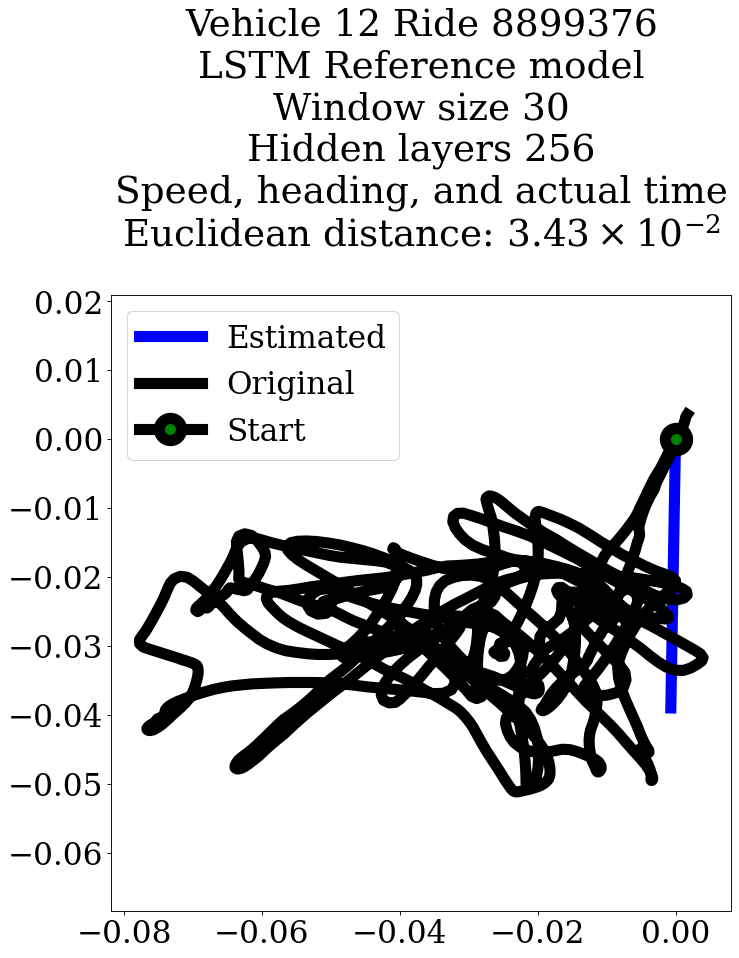 Vehicle 12 Ride 8899376
LSTM Reference model
Window size 30
Hidden layers 256
Speed, heading, and actual time
Euclidean distance: 3.43 × 10⁻²
Estimated
Original
Start
0.02
0.01
0.00
−0.01
−0.02
−0.03
−0.04
−0.05
−0.06
−0.08 −0.06 −0.04 −0.02 0.00